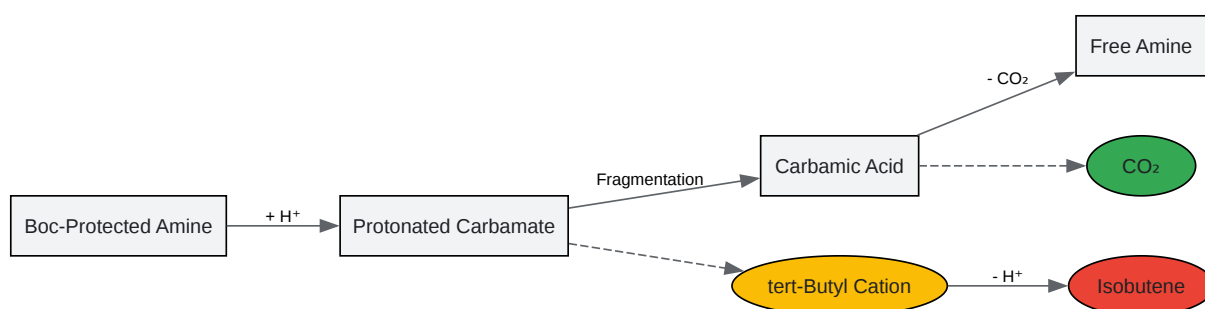 Boc-Protected Amine
+ H⁺
Protonated Carbamate
Fragmentation
Carbamic Acid
- CO₂
Free Amine
CO₂
tert-Butyl Cation
- H⁺
Isobutene